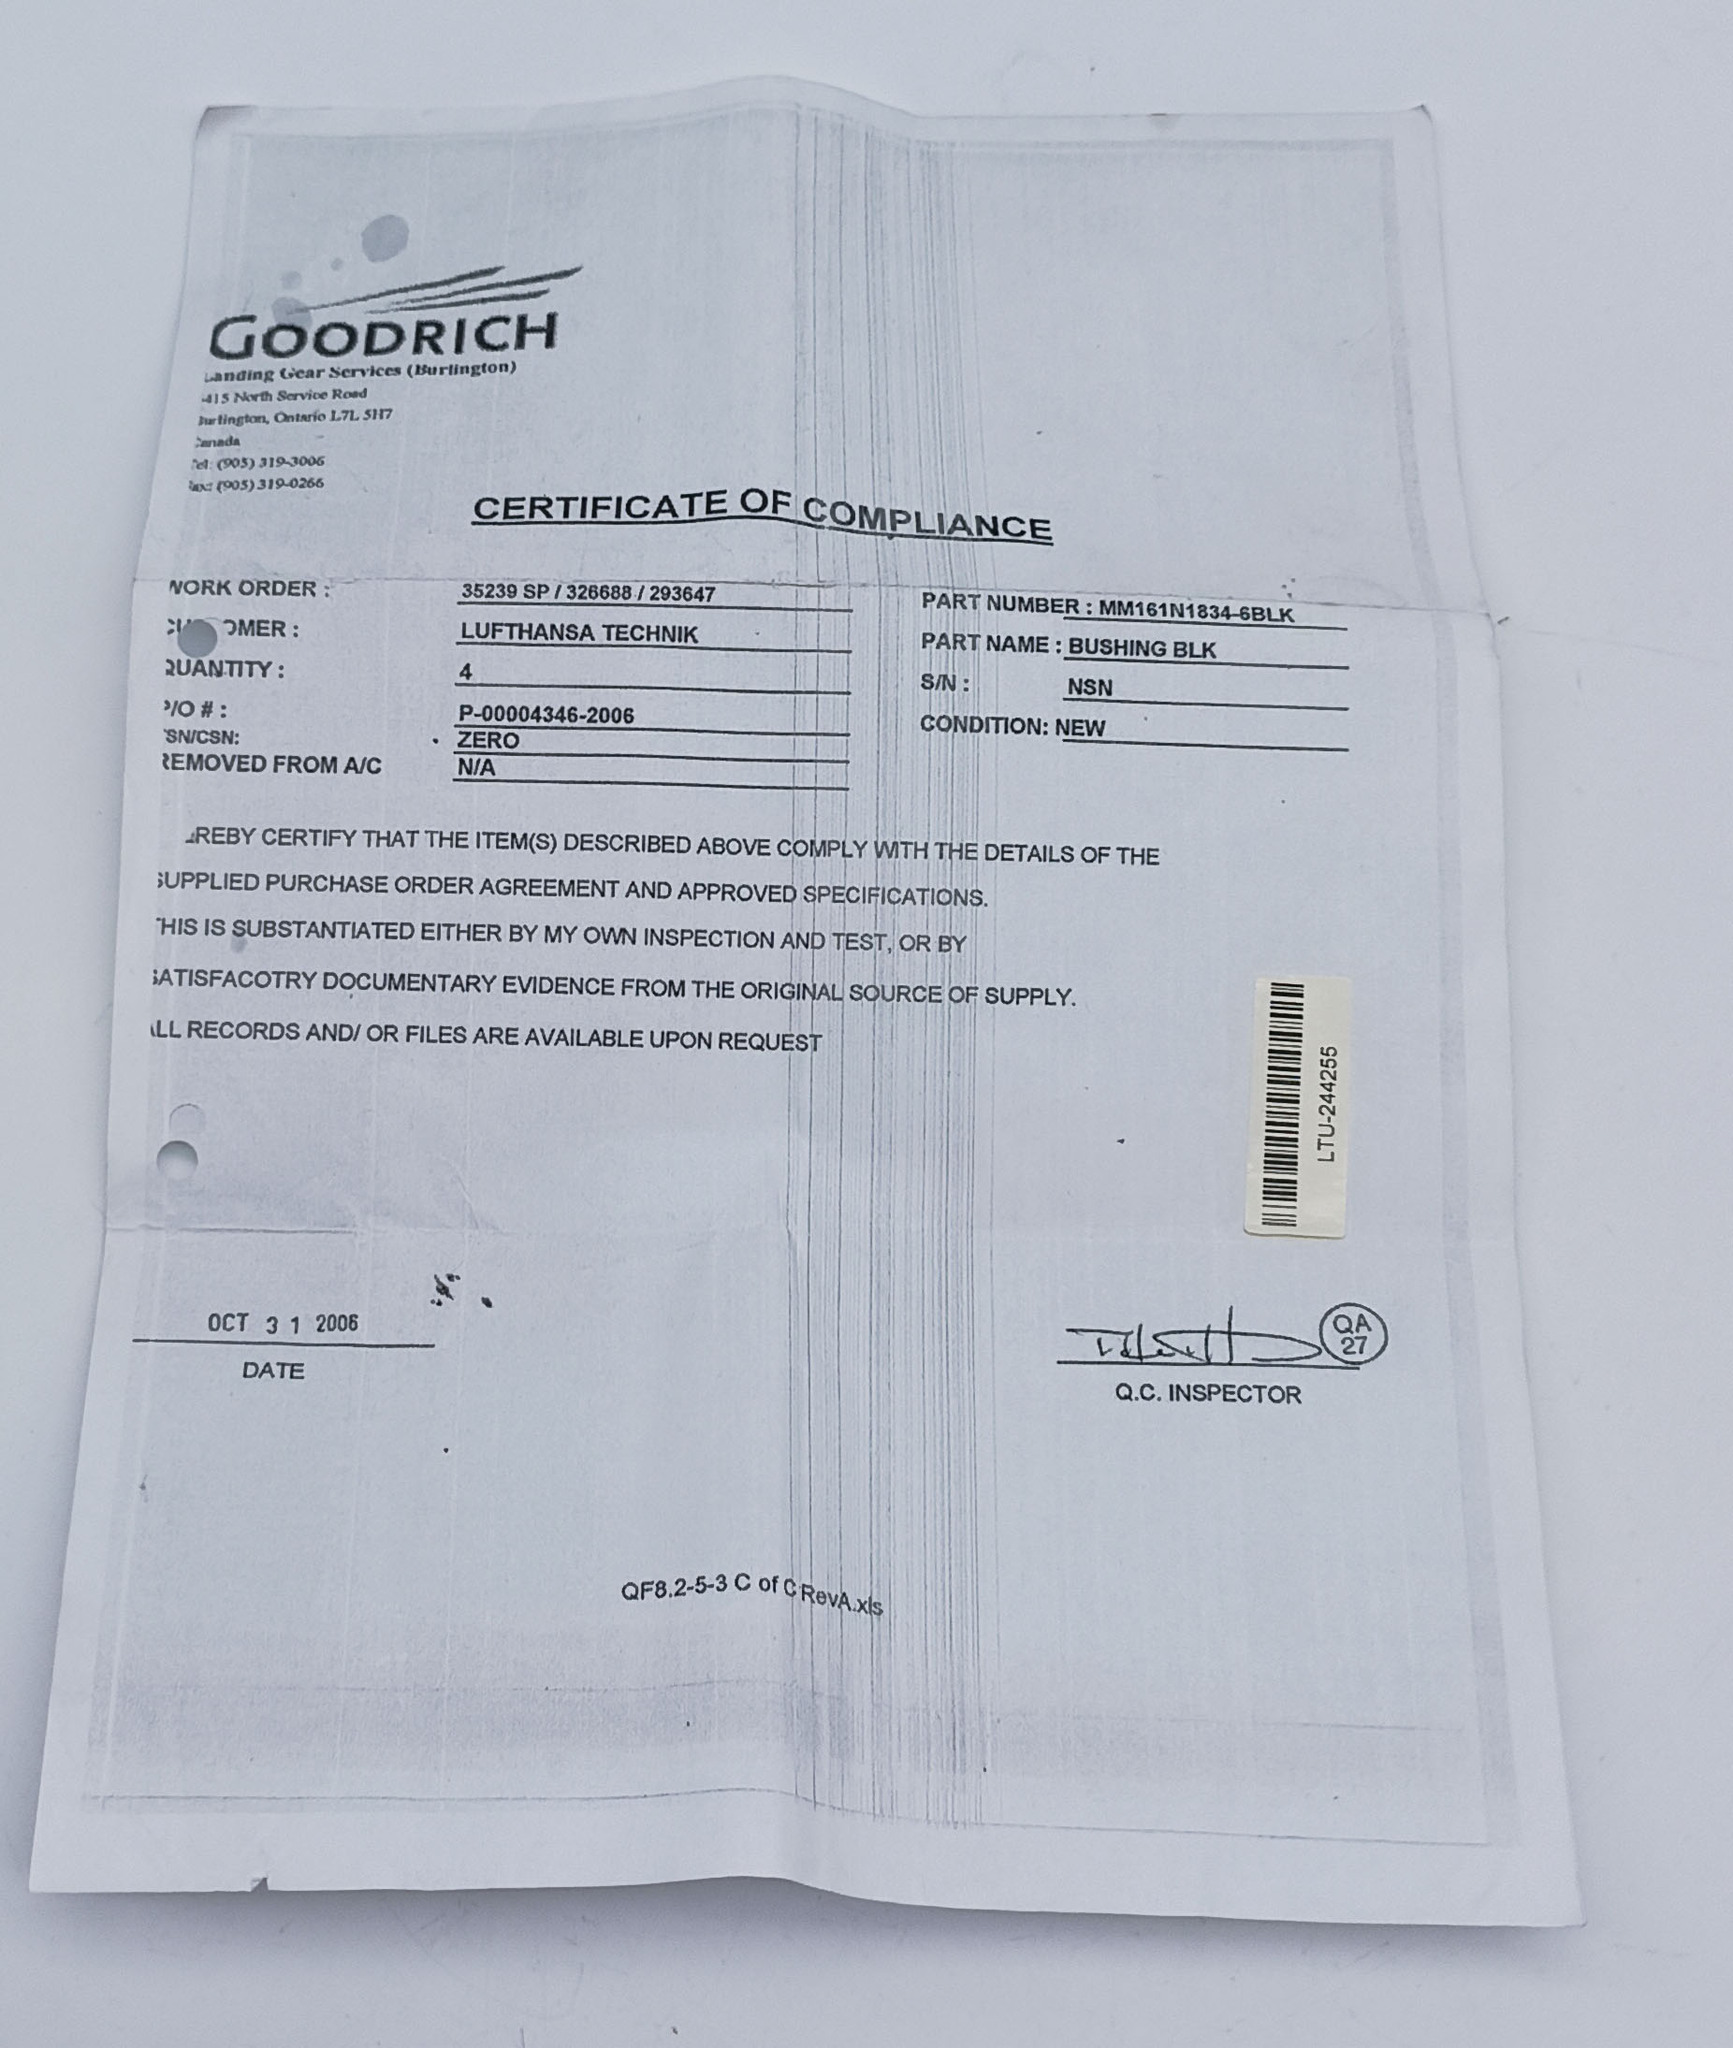 GOODRICH
Landing Gear Services (Burlington)
415 North Service Road
Burlington, Ontario L7L 5H7
Canada
Tel: (905) 319-3006
Fax: (905) 319-0266
CERTIFICATE OF COMPLIANCE
WORK ORDER : 35239 SP / 326688 / 293647
PART NUMBER : MM161N1834-6BLK
OMER : LUFTHANSA TECHNIK
PART NAME : BUSHING BLK
QUANTITY : 4
S/N : NSN
P/O # : P-00004346-2006
CONDITION: NEW
SN/CSN: ZERO
REMOVED FROM A/C N/A
REBY CERTIFY THAT THE ITEM(S) DESCRIBED ABOVE COMPLY WITH THE DETAILS OF THE
SUPPLIED PURCHASE ORDER AGREEMENT AND APPROVED SPECIFICATIONS.
THIS IS SUBSTANTIATED EITHER BY MY OWN INSPECTION AND TEST, OR BY
SATISFACOTRY DOCUMENTARY EVIDENCE FROM THE ORIGINAL SOURCE OF SUPPLY.
ALL RECORDS AND/ OR FILES ARE AVAILABLE UPON REQUEST
LTU-244255
OCT 31 2006
DATE
QA
27
Q.C. INSPECTOR
QF8.2-5-3 C of C RevA.xls